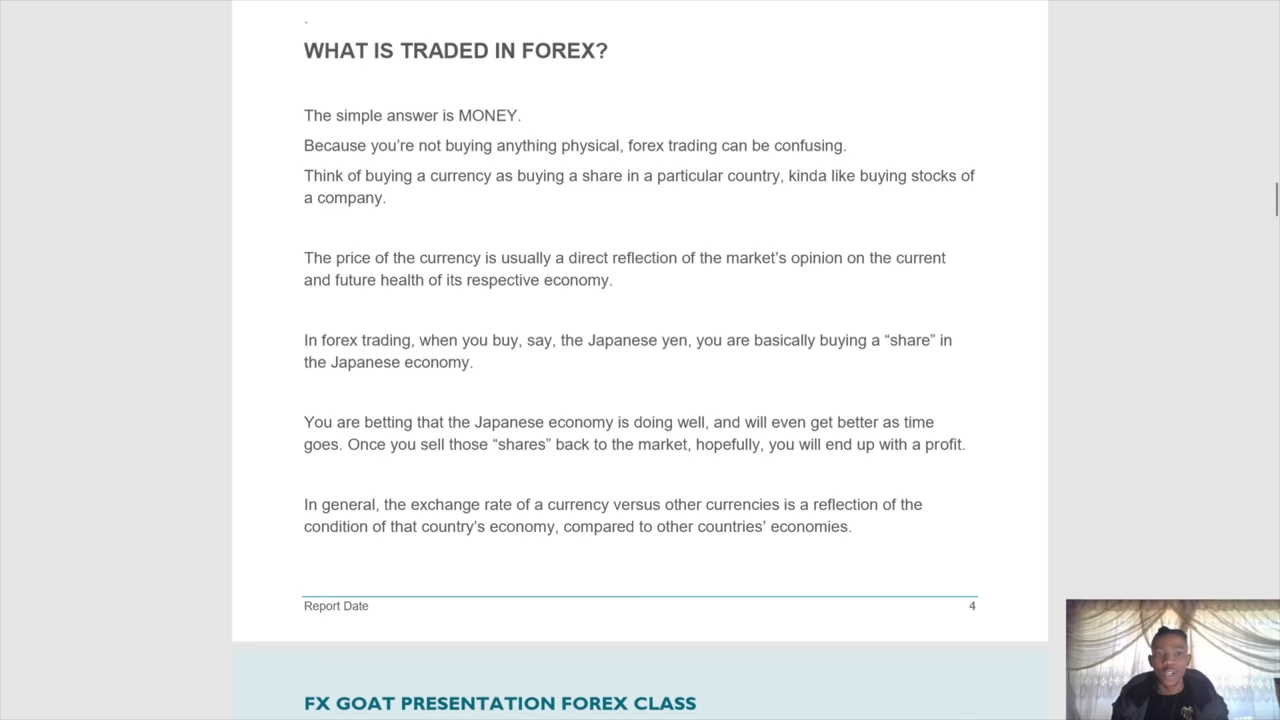 WHAT IS TRADED IN FOREX?
The simple answer is MONEY.
Because you’re not buying anything physical, forex trading can be confusing.
Think of buying a currency as buying a share in a particular country, kinda like buying stocks of
a company.
The price of the currency is usually a direct reflection of the market’s opinion on the current
and future health of its respective economy.
In forex trading, when you buy, say, the Japanese yen, you are basically buying a “share” in
the Japanese economy.
You are betting that the Japanese economy is doing well, and will even get better as time
goes. Once you sell those “shares” back to the market, hopefully, you will end up with a profit.
In general, the exchange rate of a currency versus other currencies is a reflection of the
condition of that country’s economy, compared to other countries’ economies.
Report Date 4
FX GOAT PRESENTATION FOREX CLASS